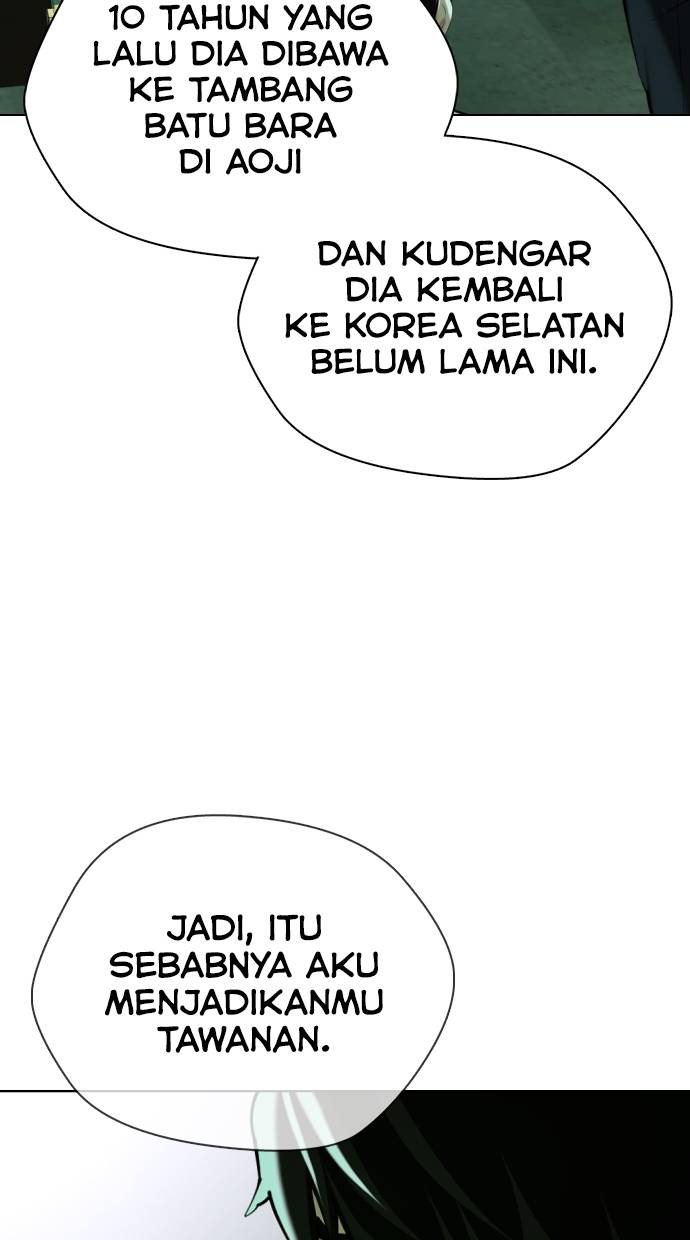 10 TAHUN YANG
LALU DIA DIBAWA
KE TAMBANG
BATU BARA
DI AOJI
DAN KUDENGAR
DIA KEMBALI
KE KOREA SELATAN
BELUM LAMA INI.
JADI, ITU
SEBABNYA AKU
MENJADIKANMU
TAWANAN.